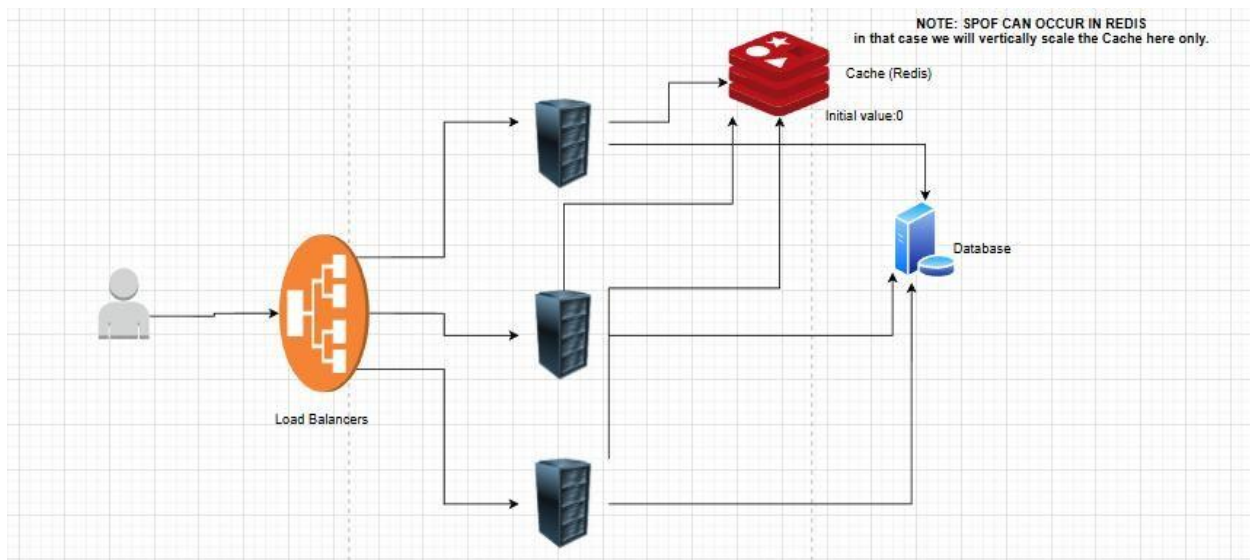 NOTE: SPOF CAN OCCUR IN REDIS
in that case we will vertically scale the Cache here only.
Cache (Redis)
Initial value:0
Database
Load Balancers